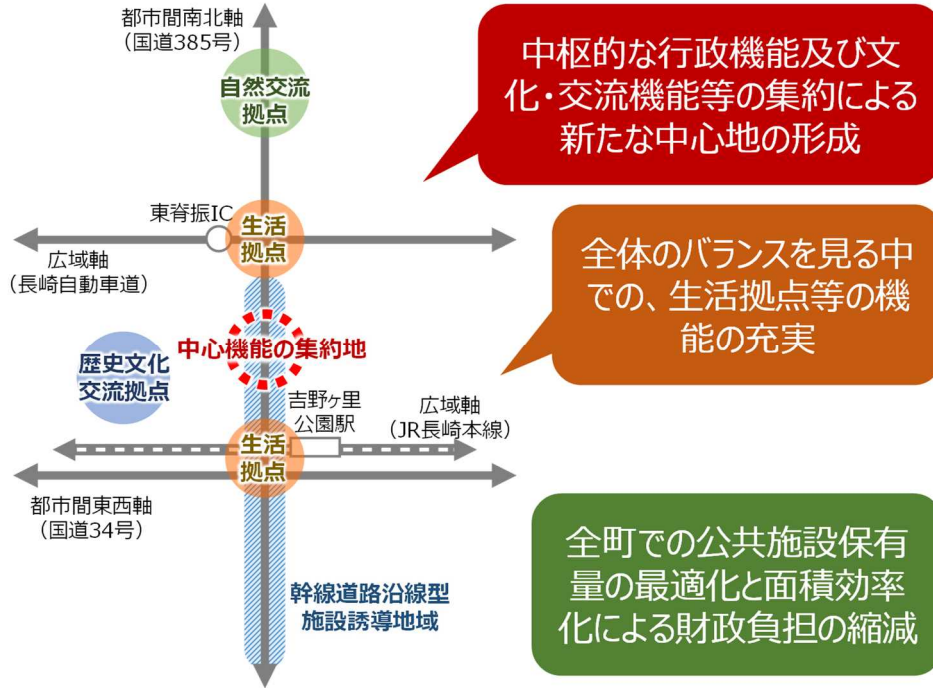 都市間南北軸
（国道385号）
自然交流
拠点
東脊振IC
生活
拠点
広域軸
（長崎自動車道）
中心機能の集約地
歴史文化
交流拠点
吉野ヶ里
公園駅
広域軸
（JR長崎本線）
生活
拠点
都市間東西軸
（国道34号）
幹線道路沿線型
施設誘導地域
中枢的な行政機能及び文
化・交流機能等の集約による
新たな中心地の形成
全体のバランスを見る中
での、生活拠点等の機
能の充実
全町での公共施設保有
量の最適化と面積効率
化による財政負担の縮減